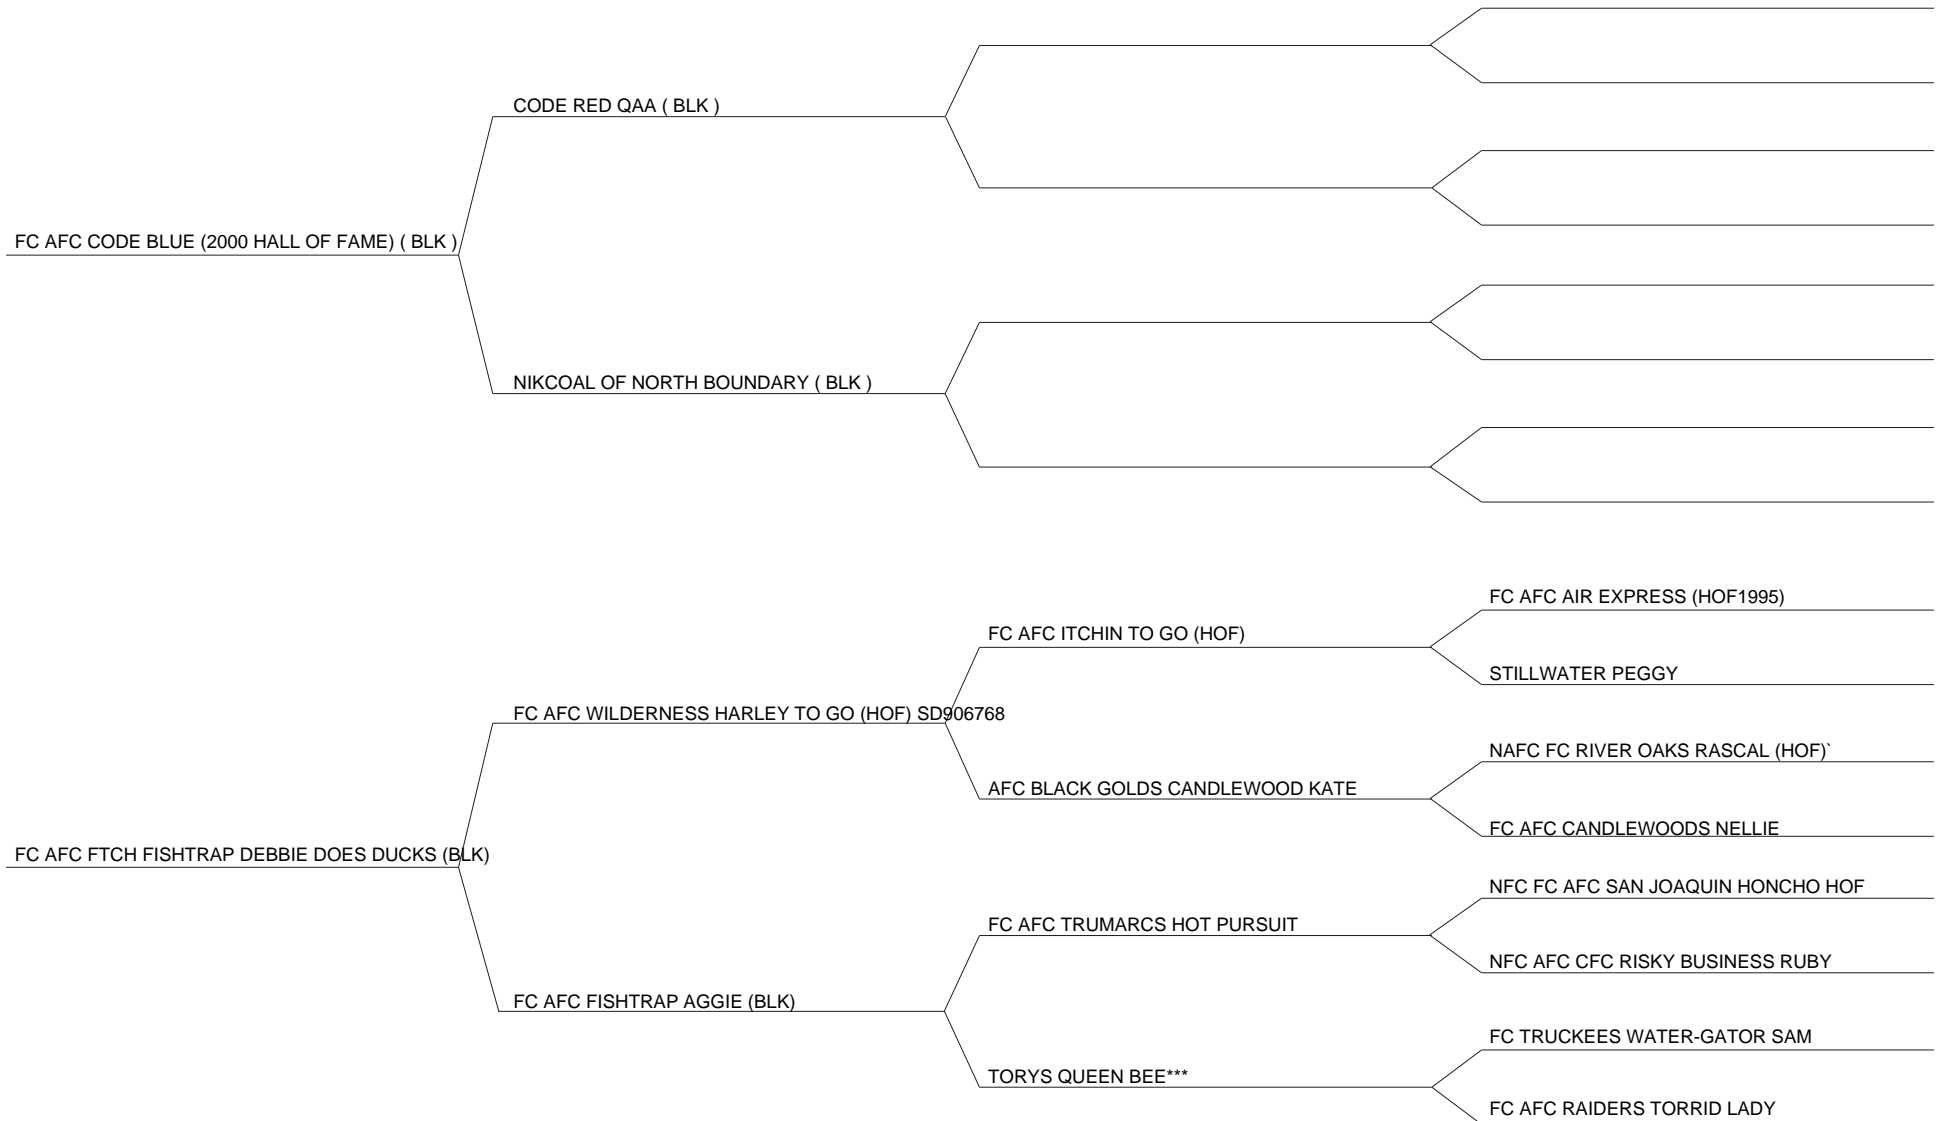 CODE RED QAA ( BLK )
FC AFC CODE BLUE (2000 HALL OF FAME) ( BLK )
NIKCOAL OF NORTH BOUNDARY ( BLK )
FC AFC AIR EXPRESS (HOF1995)
FC AFC ITCHIN TO GO (HOF)
STILLWATER PEGGY
FC AFC WILDERNESS HARLEY TO GO (HOF) SD906768
NAFC FC RIVER OAKS RASCAL (HOF)`
AFC BLACK GOLDS CANDLEWOOD KATE
FC AFC CANDLEWOODS NELLIE
FC AFC FTCH FISHTRAP DEBBIE DOES DUCKS (BLK)
NFC FC AFC SAN JOAQUIN HONCHO HOF
FC AFC TRUMARCS HOT PURSUIT
NFC AFC CFC RISKY BUSINESS RUBY
FC AFC FISHTRAP AGGIE (BLK)
FC TRUCKEES WATER-GATOR SAM
TORYS QUEEN BEE***
FC AFC RAIDERS TORRID LADY